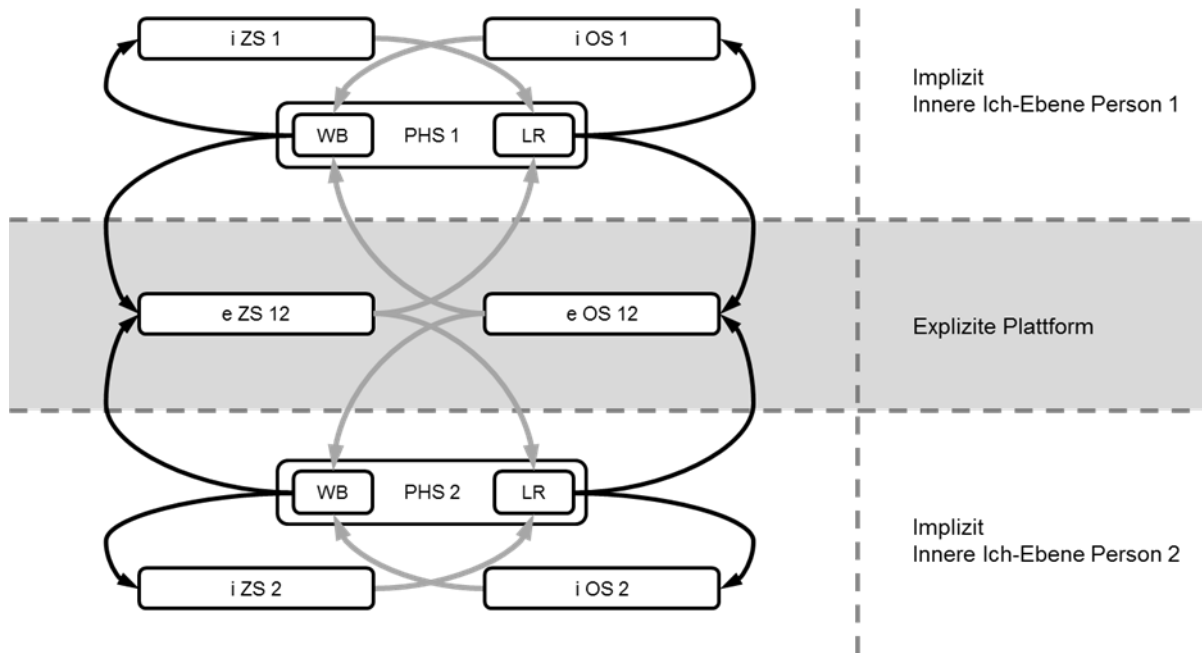 i ZS 1
i OS 1
WB
PHS 1
LR
Implizit
Innere Ich-Ebene Person 1
e ZS 12
e OS 12
Explizite Plattform
WB
PHS 2
LR
i ZS 2
i OS 2
Implizit
Innere Ich-Ebene Person 2